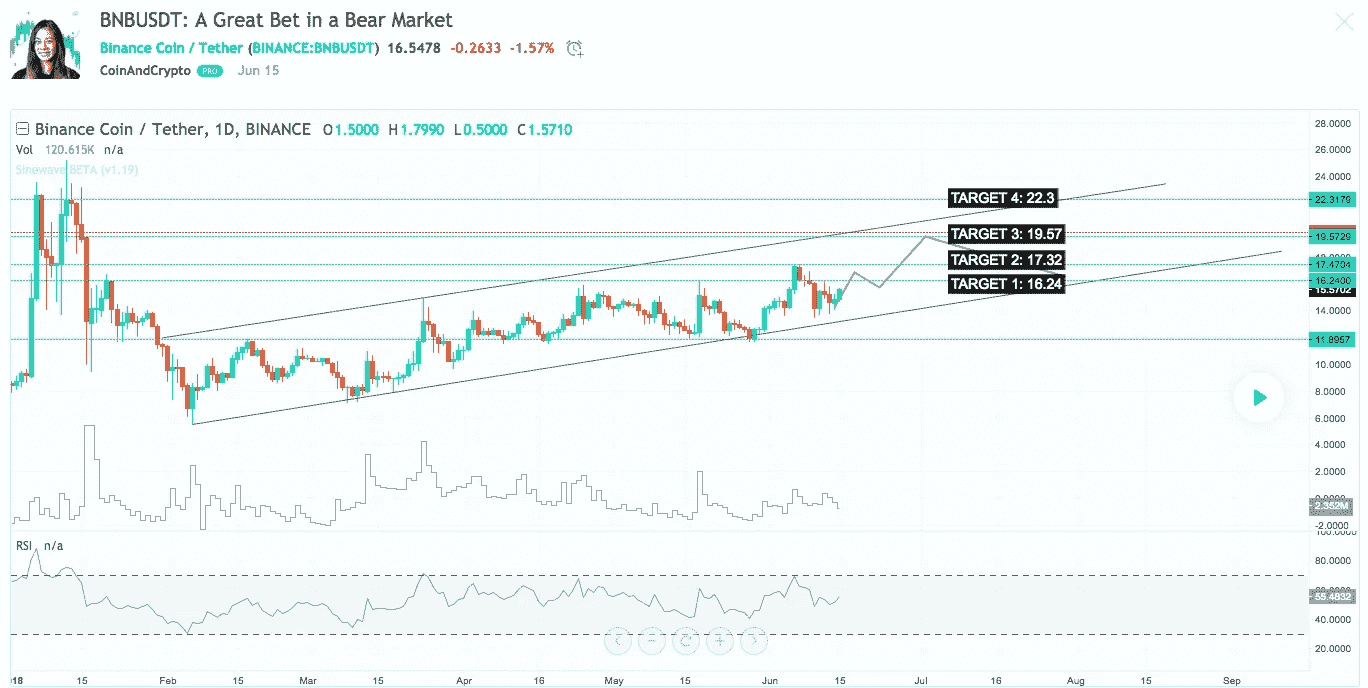 BNBUSDT: A Great Bet in a Bear Market
Binance Coin / Tether (BINANCE:BNBUSDT) 16.5478 -0.2633 -1.57%
CoinAndCrypto PRO Jun 15
Binance Coin / Tether, 1D, BINANCE O1.5000 H1.7990 L0.5000 C1.5710
Vol 120.615K n/a
Sinewave BETA (v1.19)
28.0000
26.0000
24.0000
TARGET 4: 22.3
22.3179
TARGET 3: 19.57
19.5729
TARGET 2: 17.32
17.4704
TARGET 1: 16.24
16.2400
15.5702
14.0000
11.8957
10.0000
8.0000
6.0000
4.0000
2.0000
0.0000
2.352M
-2.0000
100.0000
RSI n/a
80.0000
55.4832
40.0000
20.0000
018 15 Feb 15 Mar 15 Apr 16 May 15 Jun 15 Jul 16 Aug 15 Sep